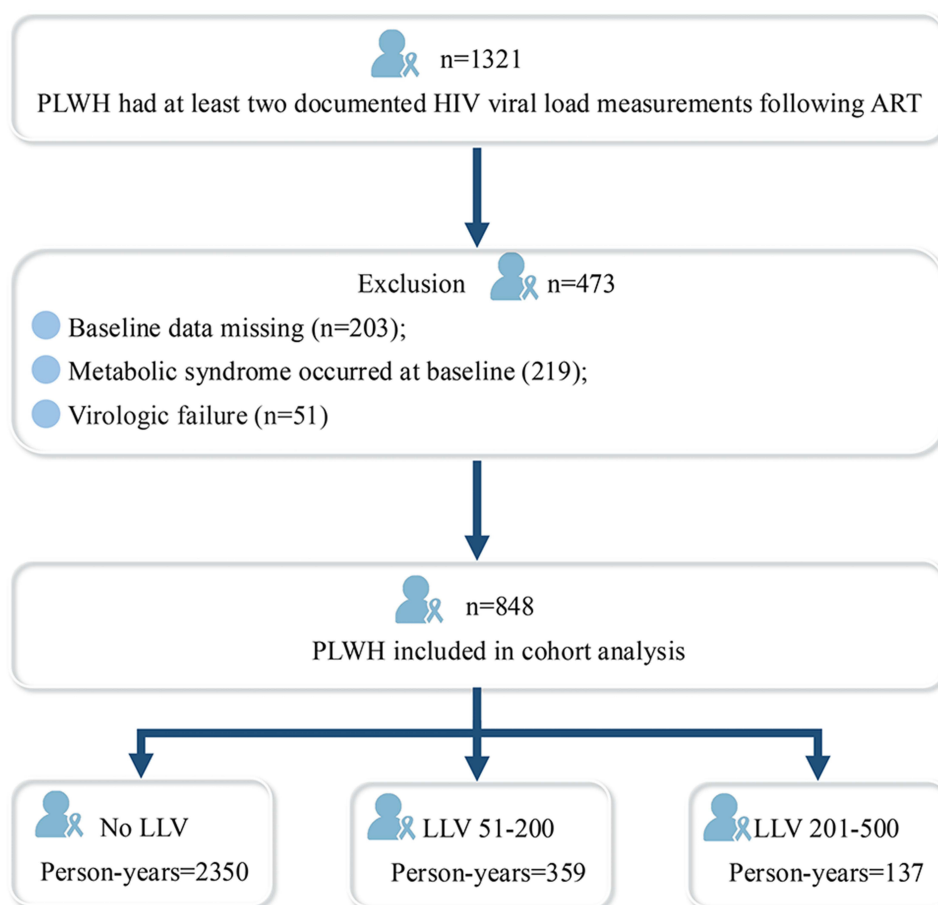 n=1321
PLWH had at least two documented HIV viral load measurements following ART
Exclusion n=473
Baseline data missing (n=203);
Metabolic syndrome occurred at baseline (219);
Virologic failure (n=51)
n=848
PLWH included in cohort analysis
No LLV
Person-years=2350
LLV 51-200
Person-years=359
LLV 201-500
Person-years=137